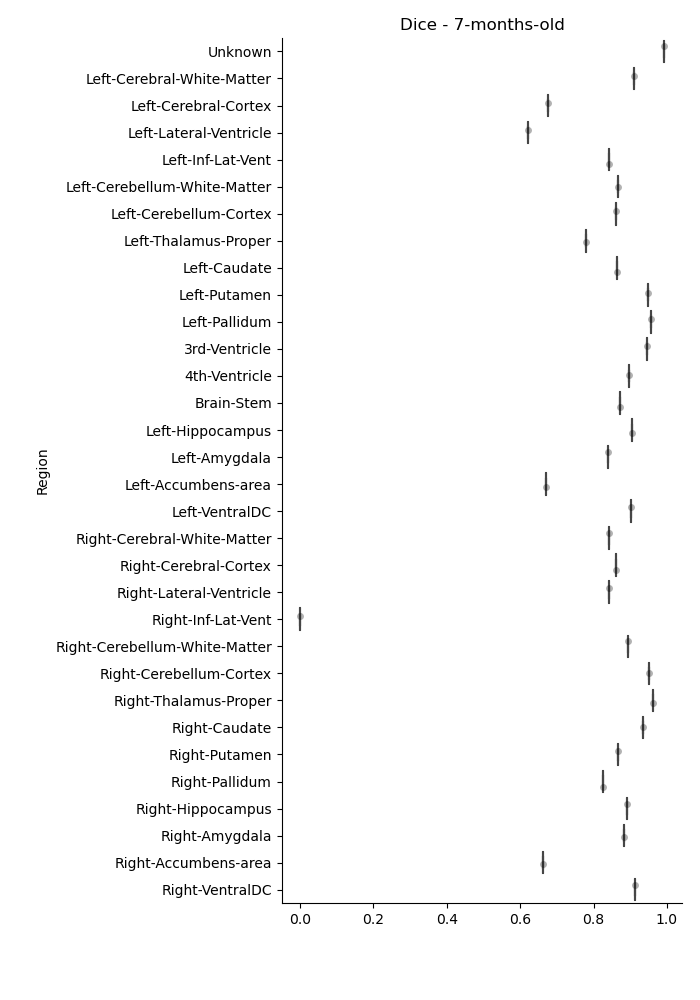 Dice - 7-months-old
Region
Unknown
Left-Cerebral-White-Matter
Left-Cerebral-Cortex
Left-Lateral-Ventricle
Left-Inf-Lat-Vent
Left-Cerebellum-White-Matter
Left-Cerebellum-Cortex
Left-Thalamus-Proper
Left-Caudate
Left-Putamen
Left-Pallidum
3rd-Ventricle
4th-Ventricle
Brain-Stem
Left-Hippocampus
Left-Amygdala
Left-Accumbens-area
Left-VentralDC
Right-Cerebral-White-Matter
Right-Cerebral-Cortex
Right-Lateral-Ventricle
Right-Inf-Lat-Vent
Right-Cerebellum-White-Matter
Right-Cerebellum-Cortex
Right-Thalamus-Proper
Right-Caudate
Right-Putamen
Right-Pallidum
Right-Hippocampus
Right-Amygdala
Right-Accumbens-area
Right-VentralDC
0.0 0.2 0.4 0.6 0.8 1.0